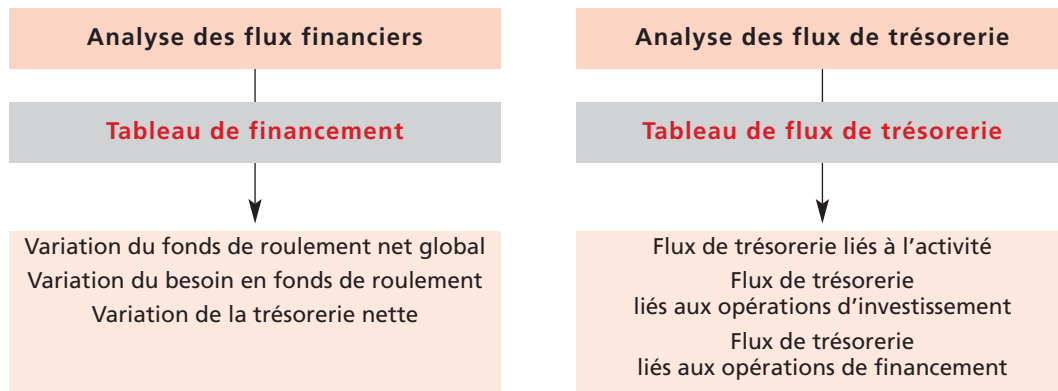 Analyse des flux financiers
Tableau de financement
Variation du fonds de roulement net global
Variation du besoin en fonds de roulement
Variation de la trésorerie nette
Analyse des flux de trésorerie
Tableau de flux de trésorerie
Flux de trésorerie liés à l’activité
Flux de trésorerie
liés aux opérations d’investissement
Flux de trésorerie
liés aux opérations de financement